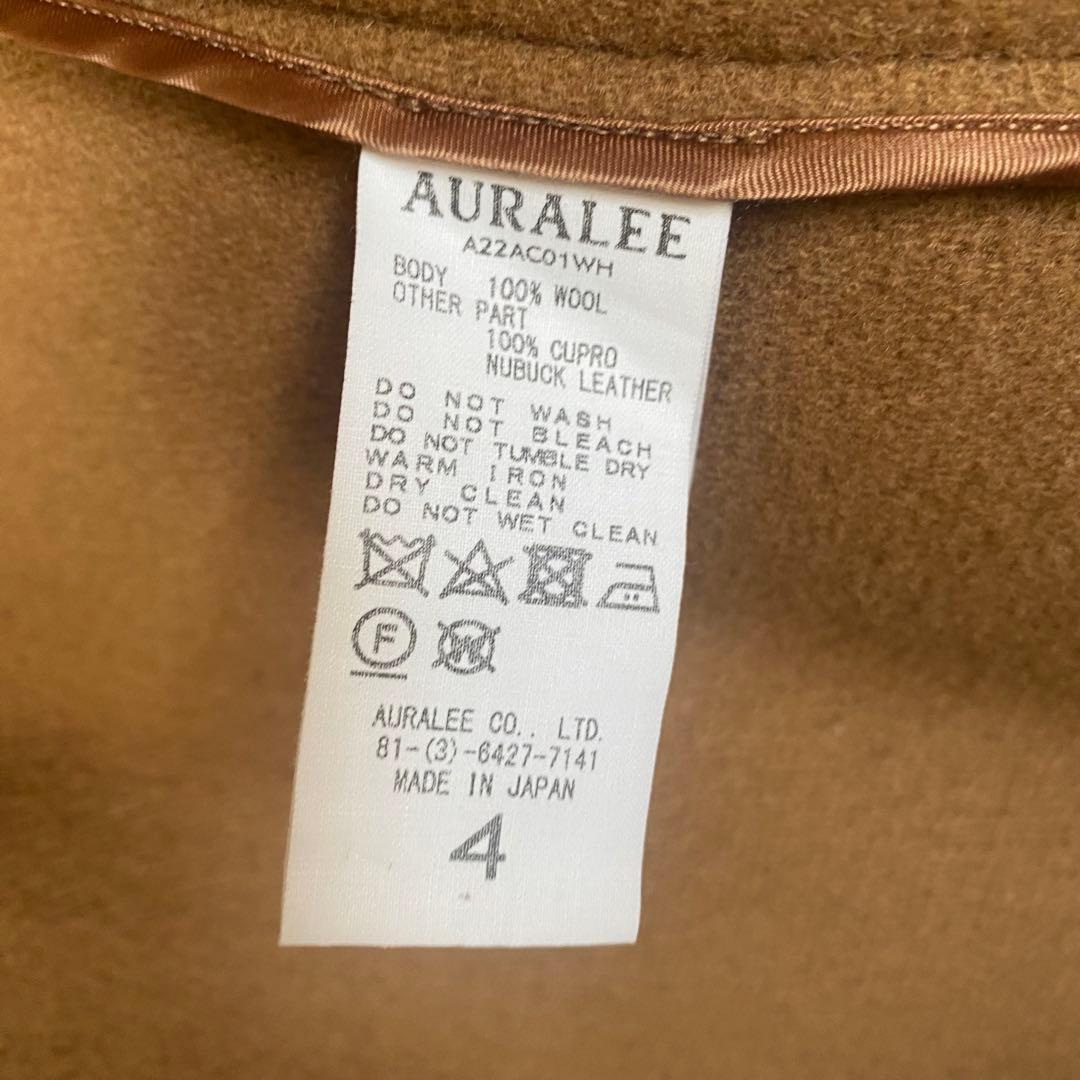 AURALEE
A22AC01WH
BODY 100% WOOL
OTHER PART
100% CUPRO
NUBUCK LEATHER
DO NOT WASH
DO NOT BLEACH
DO NOT TUMBLE DRY
WARM IRON
DRY CLEAN
DO NOT WET CLEAN
F W
AURALEE CO., LTD.
81-(3)-6427-7141
MADE IN JAPAN
4